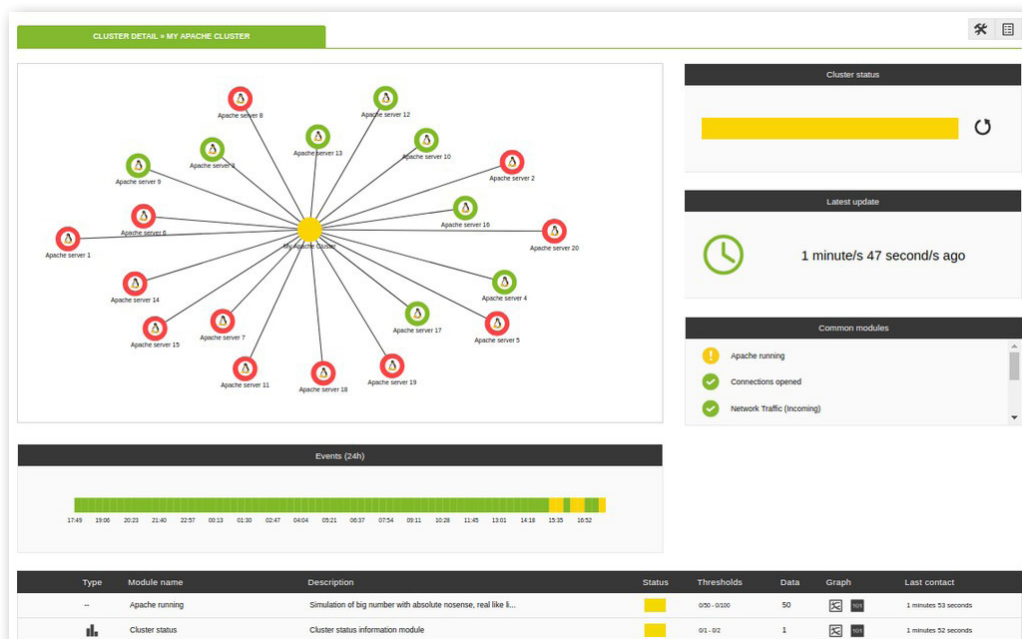 CLUSTER DETAIL » MY APACHE CLUSTER
Cluster status
Apache server 8
Apache server 12
Apache server 13
Apache server 3
Apache server 10
Apache server 9
Apache server 2
Apache server 16
Apache server 6
My Apache Cluster
Apache server 20
Apache server 1
Apache server 14
Apache server 4
Apache server 17
Apache server 7
Apache server 15
Apache server 5
Apache server 11
Apache server 18
Apache server 19
Latest update
1 minute/s 47 second/s ago
Common modules
Apache running
Connections opened
Network Traffic (Incoming)
Events (24h)
17:49 19:06 20:23 21:40 22:57 00:13 01:30 02:47 04:04 05:21 06:37 07:54 09:11 10:28 11:45 13:01 14:18 15:35 16:52
Type Module name Description Status Thresholds Data Graph Last contact
-- Apache running Simulation of big number with absolute nosense, real like li... 0/50 - 0/100 50 1 minutes 53 seconds
Cluster status Cluster status information module 0/1 - 0/2 1 1 minutes 52 seconds